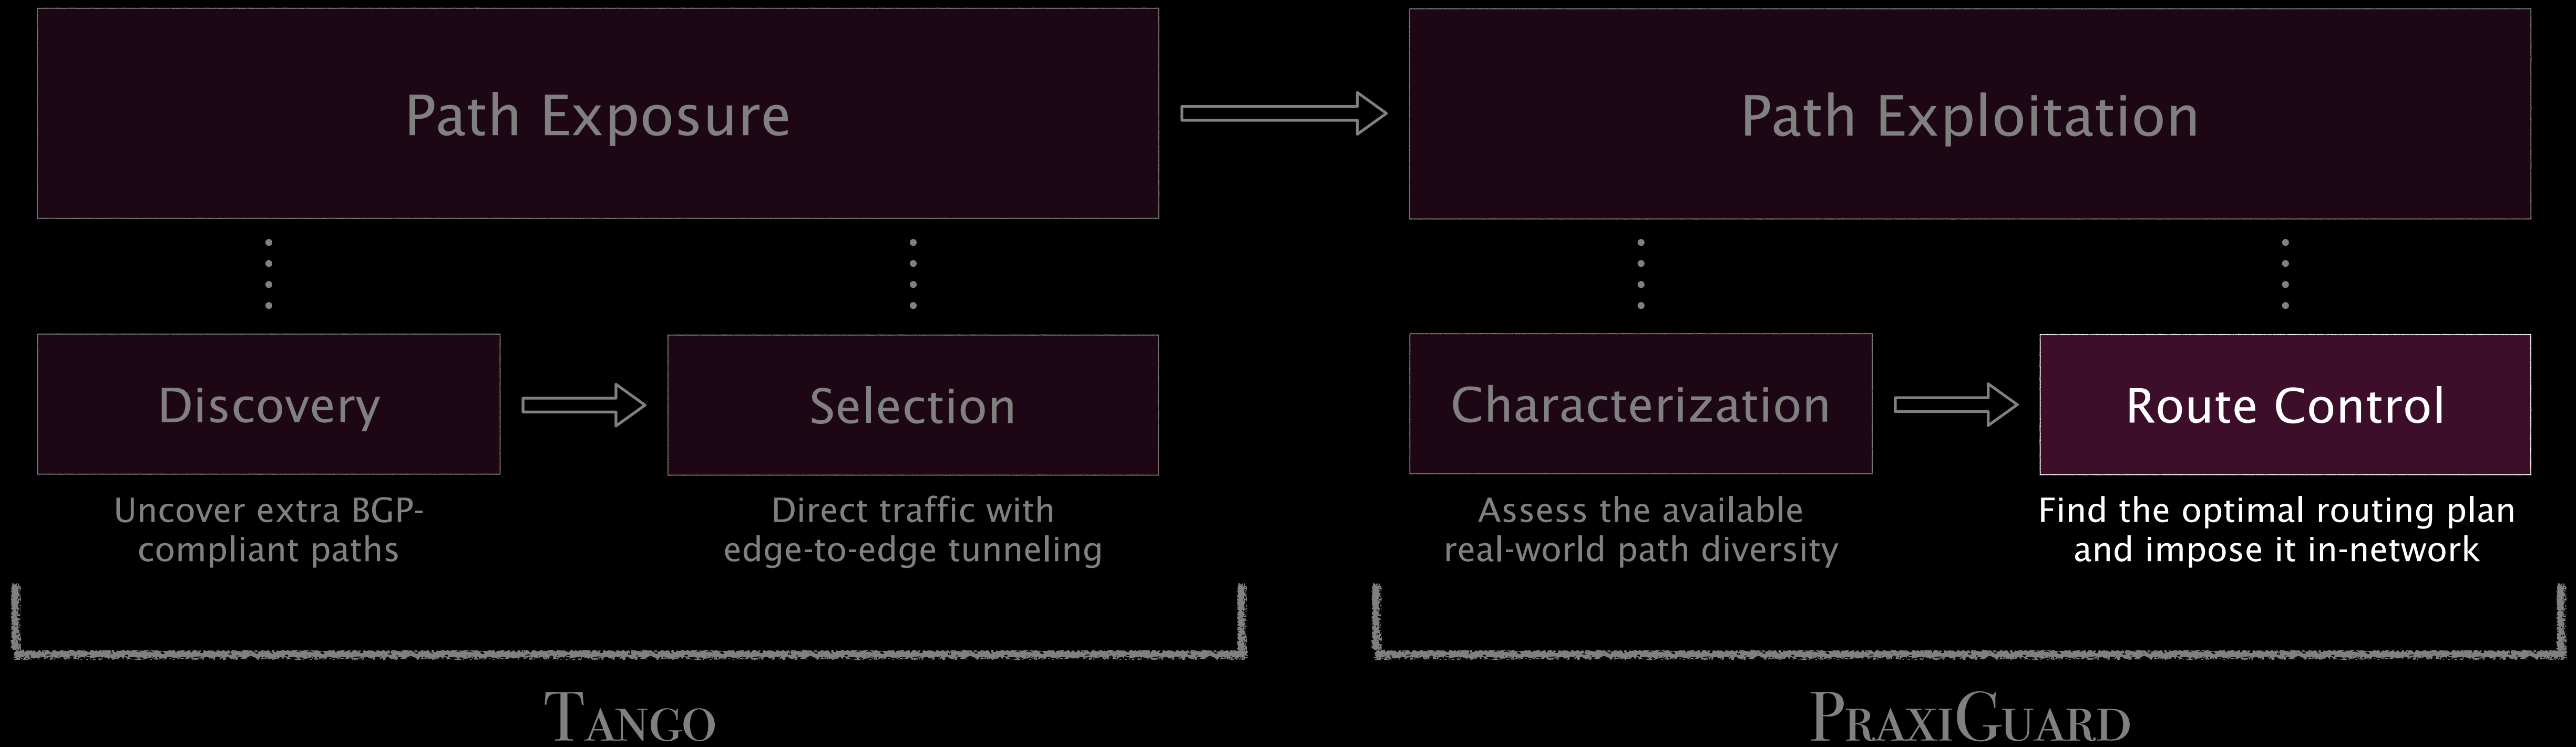 Path Exposure
Path Exploitation
Discovery
Selection
Characterization
Route Control
Uncover extra BGP-
compliant paths
Direct traffic with
edge-to-edge tunneling
Assess the available
real-world path diversity
Find the optimal routing plan
and impose it in-network
TANGO
PRAXIGUARD